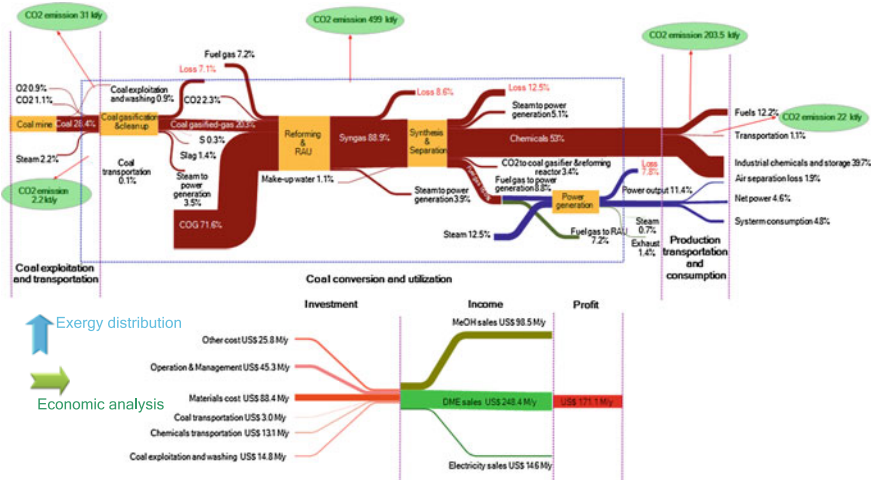 CO2 emission 31 kt/y
CO2 emission 499 kt/y
CO2 emission 203.5 kt/y
Fuel gas 7.2%
Loss 7.1%
O2 0.9%
CO2 1.1%
Coal exploitation
and washing 0.9%
CO2 2.3%
Loss 8.6%
Loss 12.5%
Steam to power
generation 5.1%
Fuels 12.2%
CO2 emission 22 kt/y
Coal mine
Coal 28.4%
Coal gasification
&clean up
Coal gasified-gas 20.8%
Reforming
& RAU
Syngas 88.9%
Synthesis &
Separation
Chemicals 53%
Transportation 1.1%
S 0.3%
Slag 1.4%
Steam 2.2%
Coal
transportation
0.1%
Steam to
power
generation
3.5%
Make-up water 1.1%
CO2 to coal gasifier & reforming
reactor 3.4%
Loss
7.8%
Industrial chemicals and storage 39.7%
CO2 emission
2.2 kt/y
Steam to power
generation 3.9%
Fuel gas
Fuel gas to power
generation 8.8%
Power
generation
Power output 11.4%
Air separation loss 1.9%
Net power 4.6%
COG 71.6%
Steam 12.5%
Fuel gas to RAU
7.2%
Steam
0.7%
Exhaust
1.4%
Systerm consumption 4.8%
Coal exploitation
and transportation
Coal conversion and utilization
Production
transportation
and
consumption
Investment
Income
Profit
Exergy distribution
Economic analysis
Other cost US$ 25.8 M/y
Operation & Management US$ 45.3 M/y
Materials cost US$ 88.4 M/y
Coal transportation US$ 3.0 M/y
Chemicals transportation US$ 13.1 M/y
Coal exploitation and washing US$ 14.8 M/y
MeOH sales US$ 98.5 M/y
DME sales US$ 248.4 M/y
US$ 171.1 M/y
Electricity sales US$ 14.6 M/y